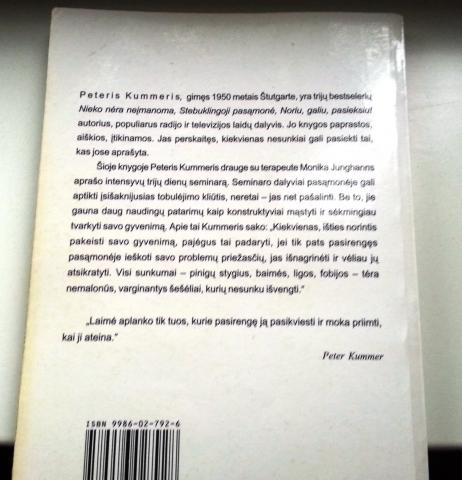 Peteris Kummeris, gimęs 1950 metais Štutgarte, yra trijų bestselerių
Nieko nėra neįmanoma, Stebuklingoji pasąmonė, Noriu, galiu, pasieksiu!
autorius, populiarus radijo ir televizijos laidų dalyvis. Jo knygos paprastos,
aiškios, įtikinamos. Jas perskaitęs, kiekvienas nesunkiai gali pasiekti tai,
kas jose aprašyta.
Šioje knygoje Peteris Kummeris drauge su terapeute Monika Junghanns
aprašo intensyvų trijų dienų seminarą. Seminaro dalyviai pasąmonėje gali
aptikti įsišaknijusias tobulėjimo kliūtis, neretai – jas net pašalinti. Be to, jie
gauna daug naudingų patarimų kaip konstruktyviai mąstyti ir sėkmingiau
tvarkyti savo gyvenimą. Apie tai Kummeris sako: „Kiekvienas, išties norintis
pakeisti savo gyvenimą, pajėgus tai padaryti, jei tik pats pasirengęs
pasąmonėje ieškoti savo problemų priežasčių, jas išnagrinėti ir vėliau jų
atsikratyti. Visi sunkumai – pinigų stygius, baimės, ligos, fobijos – tėra
nemalonūs, varginantys šešėliai, kurių nesunku išvengti.“
„Laimė aplanko tik tuos, kurie pasirengę ją pasikviesti ir moka priimti,
kai ji ateina.“
Peter Kummer
ISBN 9986-02-792-6